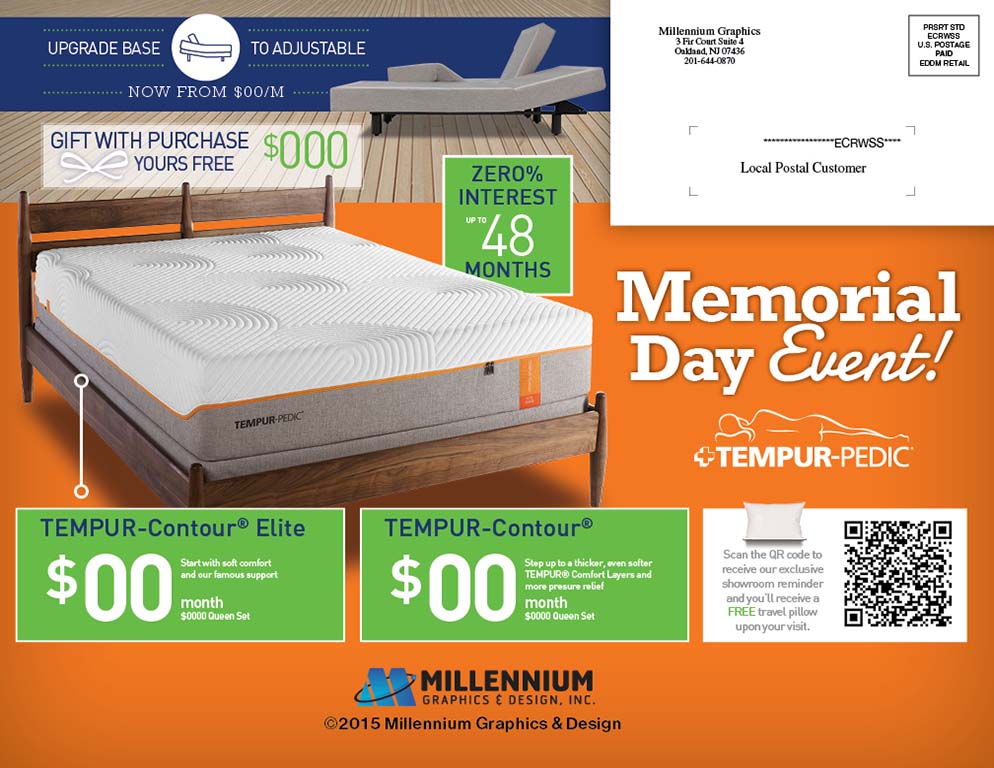 UPGRADE BASE TO ADJUSTABLE
NOW FROM $00/M
GIFT WITH PURCHASE
YOURS FREE
$000
ZERO%
INTEREST
UP TO
48
MONTHS
Millennium Graphics
3 Fir Court Suite 4
Oakland, NJ 07436
201-644-0870
PRSRT STD
ECRWSS
U.S. POSTAGE
PAID
EDDM RETAIL
*****************ECRWSS****
Local Postal Customer
Memorial
Day Event!
TEMPUR-PEDIC®
TEMPUR-PEDIC®
TEMPUR-Contour® Elite
$00
Start with soft comfort
and our famous support
month
$0000 Queen Set
TEMPUR-Contour®
$00
Step up to a thicker, even softer
TEMPUR® Comfort Layers and
more presure relief
month
$0000 Queen Set
Scan the QR code to
receive our exclusive
showroom reminder
and you'll receive a
FREE travel pillow
upon your visit.
MILLENNIUM
GRAPHICS & DESIGN, INC.
©2015 Millennium Graphics & Design